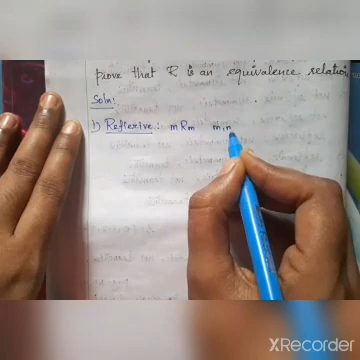 prove that R is an equivalence relation
Soln:
1) Reflexive: mRm m,n
XRecorder